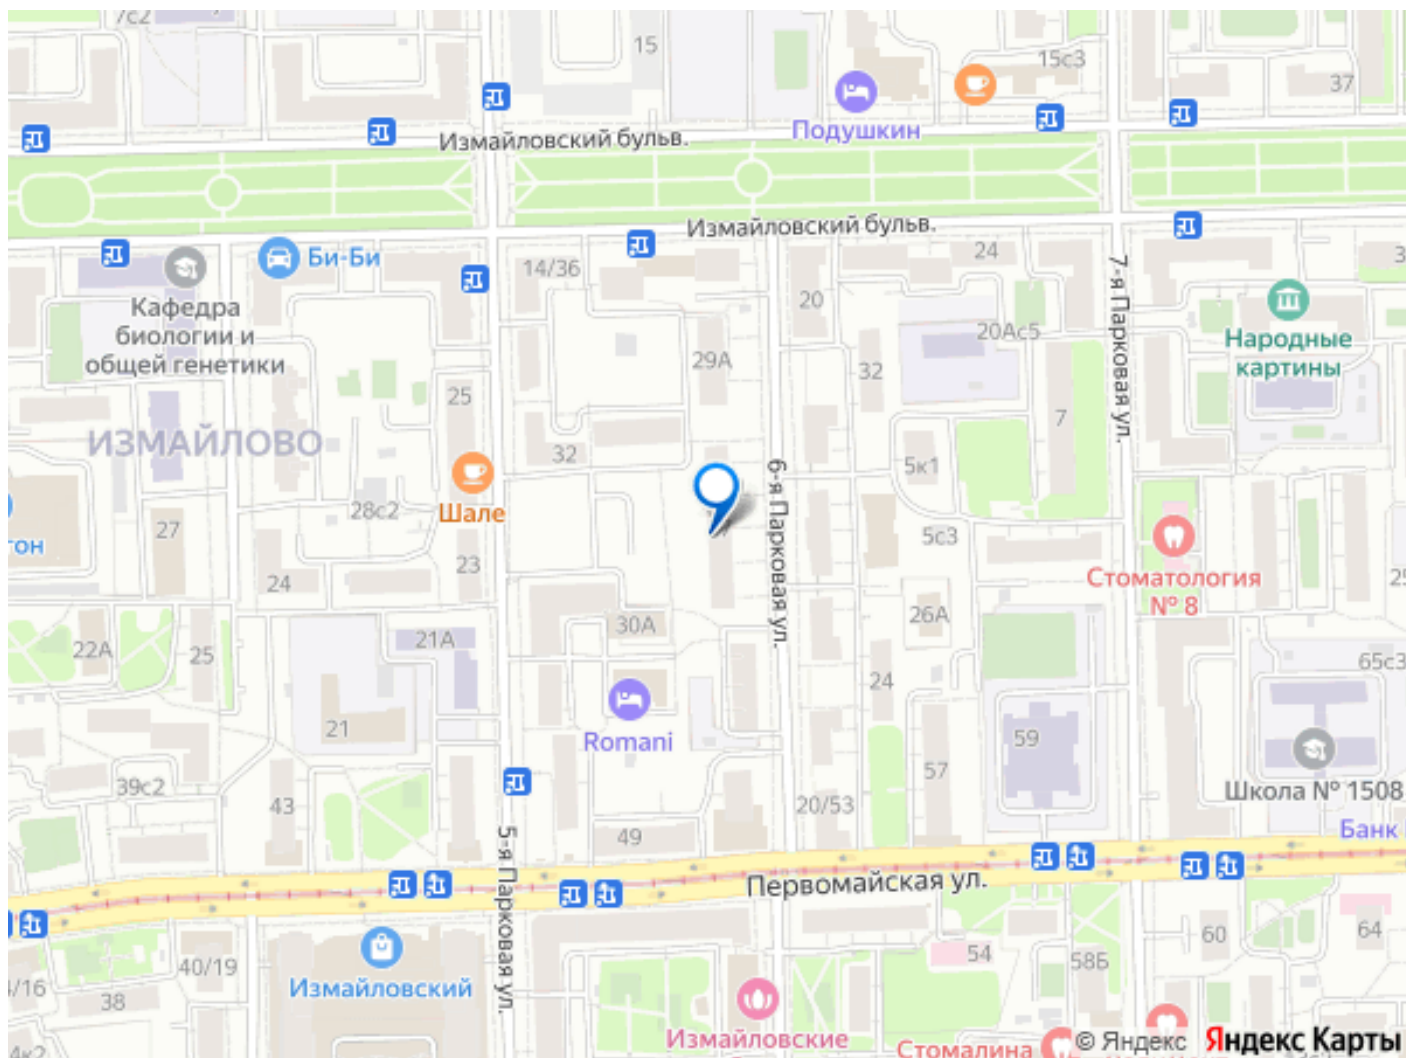 7с2
15
15с3
37
Измайловский бульв.
Подушкин
Измайловский бульв.
Би-Би
14/36
24
20
Кафедра
биологии и
общей генетики
7-я Парковая ул.
20Ас5
Народные
картины
29А
32
25
7
ИЗМАЙЛОВО
32
5к1
28с2
Шале
6-я Парковая ул.
27
5с3
23
24
Стоматология
№ 8
26А
30А
21А
22А
25
65с3
24
21
Romani
59
57
39с2
43
20/53
Школа № 1508
49
Банк
5-я Парковая ул.
Первомайская ул.
5-я Парковая ул.
60
64
54
58Б
40/19
Измайловский
38
Измайловские
Стомалина
© Яндекс
Яндекс Карты